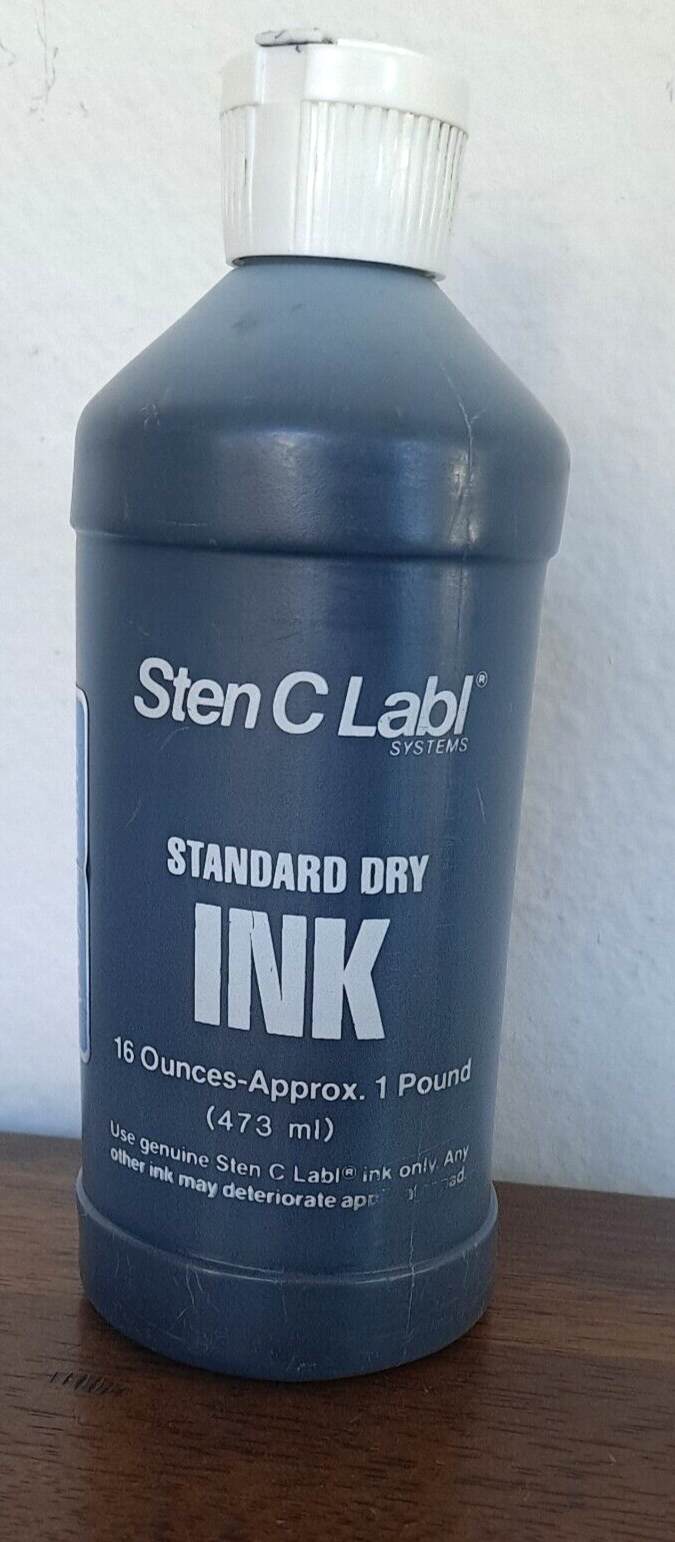 Sten C Labl®
SYSTEMS
STANDARD DRY
INK
16 Ounces-Approx. 1 Pound
(473 ml)
Use genuine Sten C Labl® ink only. Any
other ink may deteriorate